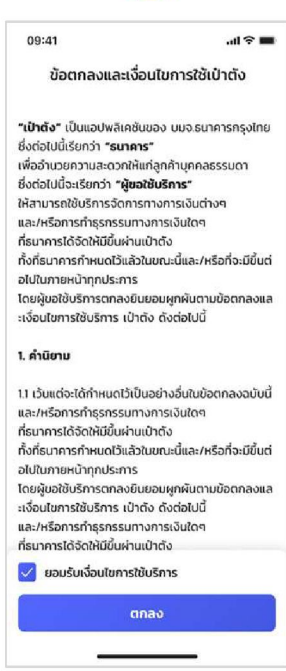 09:41
ข้อตกลงและเงื่อนไขการใช้เป๋าตัง
“เป๋าตัง” เป็นแอปพลิเคชันของ บมจ.ธนาคารกรุงไทย
ซึ่งต่อไปนี้เรียกว่า “ธนาคาร”
เพื่ออำนวยความสะดวกให้แก่ลูกค้าบุคคลธรรมดา
ซึ่งต่อไปนี้จะเรียกว่า “ผู้ขอใช้บริการ”
ให้สามารถใช้บริการจัดการทางการเงินต่างๆ
และ/หรือการทำธุรกรรมทางการเงินใดๆ
ที่ธนาคารได้จัดให้มีขึ้นผ่านเป๋าตัง
ทั้งที่ธนาคารกำหนดไว้แล้วในขณะนี้และ/หรือที่จะมีขึ้นต่
อไปในภายหน้าทุกประการ
โดยผู้ขอใช้บริการตกลงยินยอมผูกพันตามข้อตกลงแล
ะเงื่อนไขการใช้บริการ เป๋าตัง ดังต่อไปนี้
1. คำนิยาม
1.1 เว้นแต่จะได้กำหนดไว้เป็นอย่างอื่นในข้อตกลงฉบับนี้
และ/หรือการทำธุรกรรมทางการเงินใดๆ
ที่ธนาคารได้จัดให้มีขึ้นผ่านเป๋าตัง
ทั้งที่ธนาคารกำหนดไว้แล้วในขณะนี้และ/หรือที่จะมีขึ้นต่
อไปในภายหน้าทุกประการ
โดยผู้ขอใช้บริการตกลงยินยอมผูกพันตามข้อตกลงแล
ะเงื่อนไขการใช้บริการ เป๋าตัง ดังต่อไปนี้
และ/หรือการทำธุรกรรมทางการเงินใดๆ
ที่ธนาคารได้จัดให้มีขึ้นผ่านเป๋าตัง
ยอมรับเงื่อนไขการใช้บริการ
ตกลง